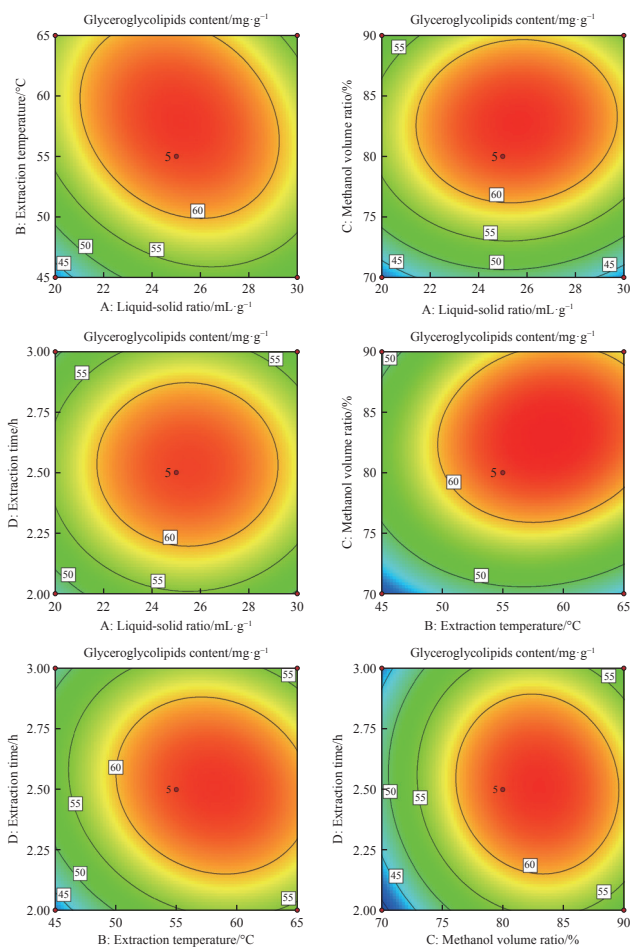 Glyceroglycolipids content/mg·g⁻¹
65
60
55
50
45
B: Extraction temperature/°C
5
60
55
50
45
20 22 24 26 28 30
A: Liquid-solid ratio/mL·g⁻¹
Glyceroglycolipids content/mg·g⁻¹
90
85
80
75
70
C: Methanol volume ratio/%
55
5
60
55
50
45
45
20 22 24 26 28 30
A: Liquid-solid ratio/mL·g⁻¹
Glyceroglycolipids content/mg·g⁻¹
3.00
2.75
2.50
2.25
2.00
D: Extraction time/h
55
55
5
60
55
50
20 22 24 26 28 30
A: Liquid-solid ratio/mL·g⁻¹
Glyceroglycolipids content/mg·g⁻¹
90
85
80
75
70
C: Methanol volume ratio/%
50
5
60
50
45 50 55 60 65
B: Extraction temperature/°C
Glyceroglycolipids content/mg·g⁻¹
3.00
2.75
2.50
2.25
2.00
D: Extraction time/h
55
60
5
55
50
45
55
45 50 55 60 65
B: Extraction temperature/°C
Glyceroglycolipids content/mg·g⁻¹
3.00
2.75
2.50
2.25
2.00
D: Extraction time/h
55
50
55
5
60
45
55
70 75 80 85 90
C: Methanol volume ratio/%